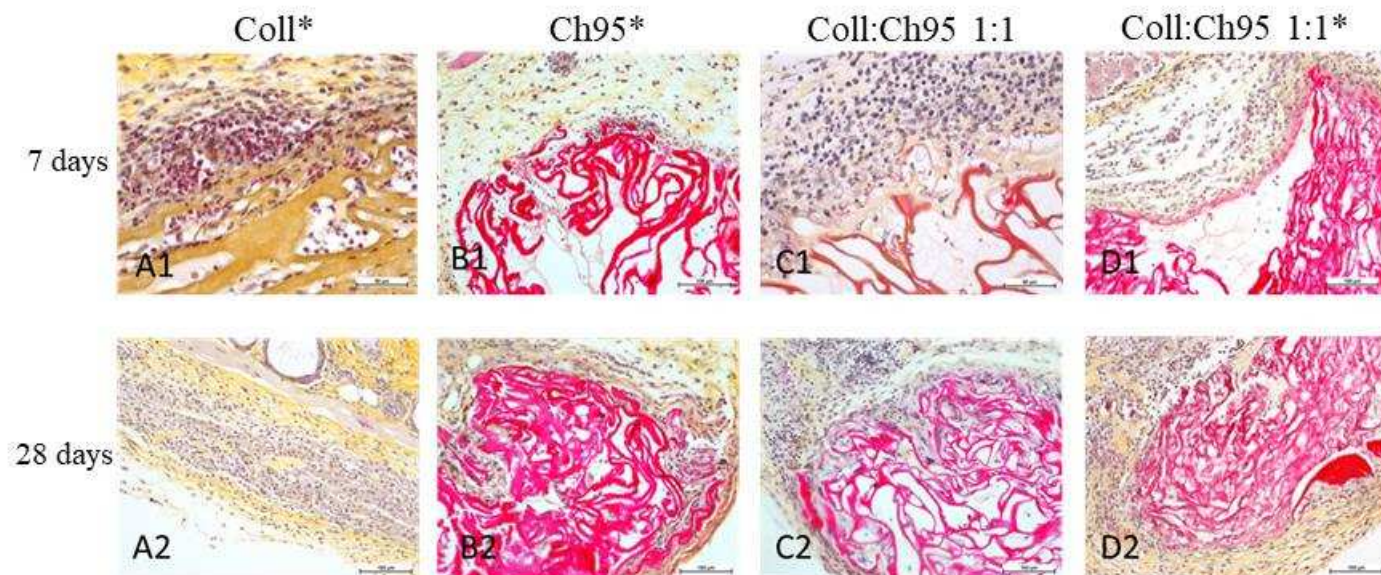 Coll* Ch95* Coll:Ch95 1:1 Coll:Ch95 1:1*
7 days
A1 B1 C1 D1
28 days
A2 B2 C2 D2